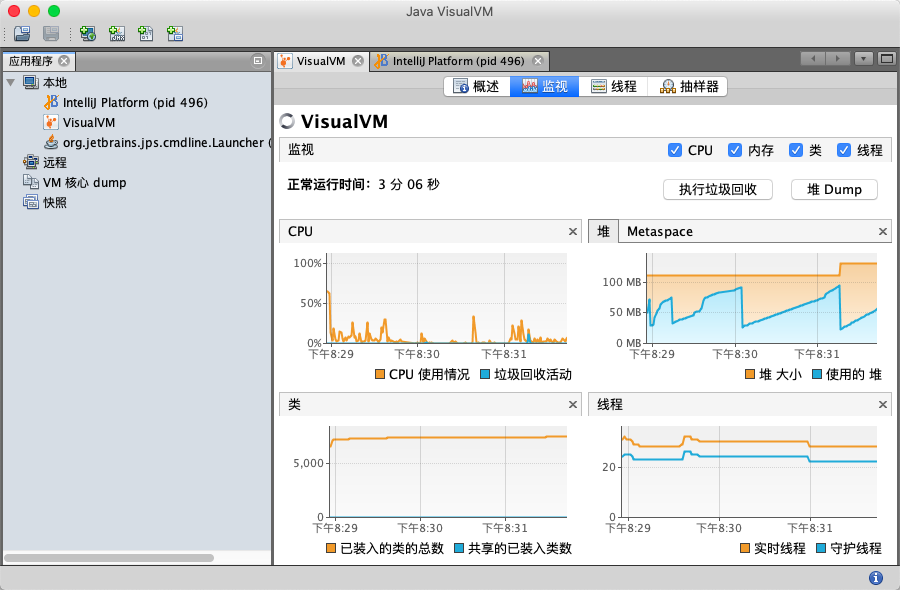 Java VisualVM
应用程序
本地
IntelliJ Platform (pid 496)
VisualVM
org.jetbrains.jps.cmdline.Launcher (
远程
VM 核心 dump
快照
VisualVM
IntelliJ Platform (pid 496)
概述 监视 线程 抽样器
VisualVM
监视
CPU 内存 类 线程
正常运行时间: 3 分 06 秒
执行垃圾回收 堆 Dump
CPU
100%
50%
0%
下午8:29 下午8:30 下午8:31
CPU 使用情况 垃圾回收活动
堆 Metaspace
100 MB
50 MB
0 MB
下午8:29 下午8:30 下午8:31
堆 大小 使用的 堆
类
5,000
0
下午8:29 下午8:30 下午8:31
已装入的类的总数 共享的已装入类数
线程
20
0
下午8:29 下午8:30 下午8:31
实时线程 守护线程